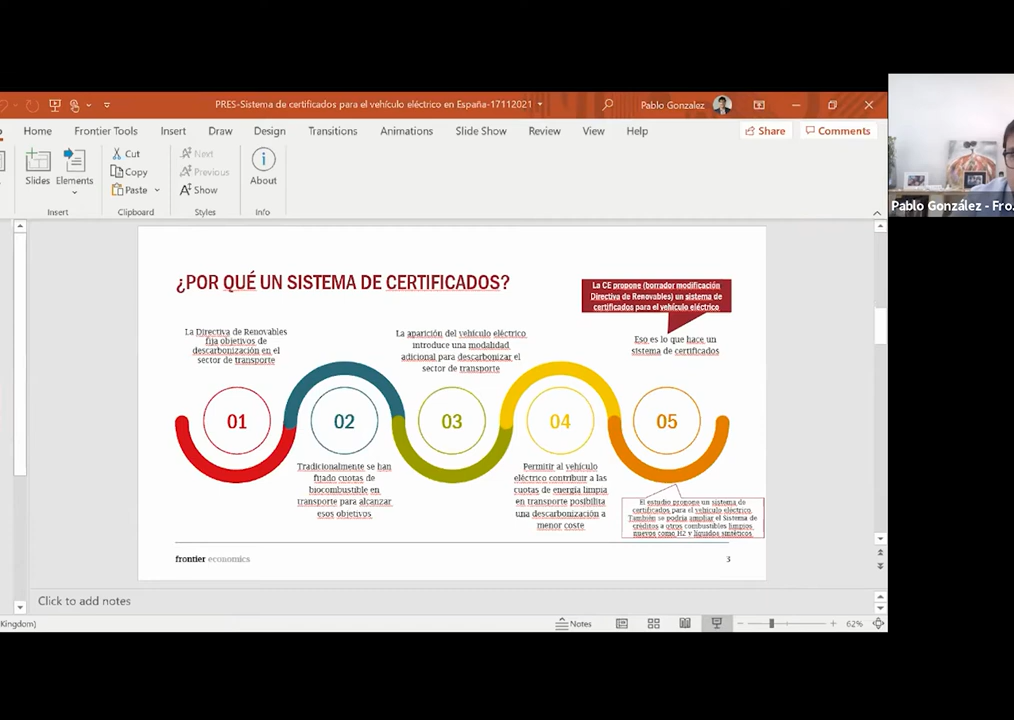 PRES-Sistema de certificados para el vehículo eléctrico en España-17112021
Pablo Gonzalez
Home
Frontier Tools
Insert
Draw
Design
Transitions
Animations
Slide Show
Review
View
Help
Share
Comments
Slides
Elements
Cut
Copy
Paste
Next
Previous
Show
About
Insert
Clipboard
Styles
Info
Pablo González - Fro...
¿POR QUÉ UN SISTEMA DE CERTIFICADOS?
La CE propone (borrador modificación
Directiva de Renovables) un sistema de
certificados para el vehículo eléctrico
La Directiva de Renovables
fija objetivos de
descarbonización en el
sector de transporte
La aparición del vehículo eléctrico
introduce una modalidad
adicional para descarbonizar el
sector de transporte
Eso es lo que hace un
sistema de certificados
01
02
03
04
05
Tradicionalmente se han
fijado cuotas de
biocombustible en
transporte para alcanzar
esos objetivos
Permitir al vehículo
eléctrico contribuir a las
cuotas de energía limpia
en transporte posibilita
una descarbonización a
menor coste
El estudio propone un sistema de
certificados para el vehículo eléctrico.
También se podría ampliar el Sistema de
créditos a otros combustibles limpios
nuevos como H2 y líquidos sintéticos
frontier economics
3
Click to add notes
Kingdom)
Notes
62%